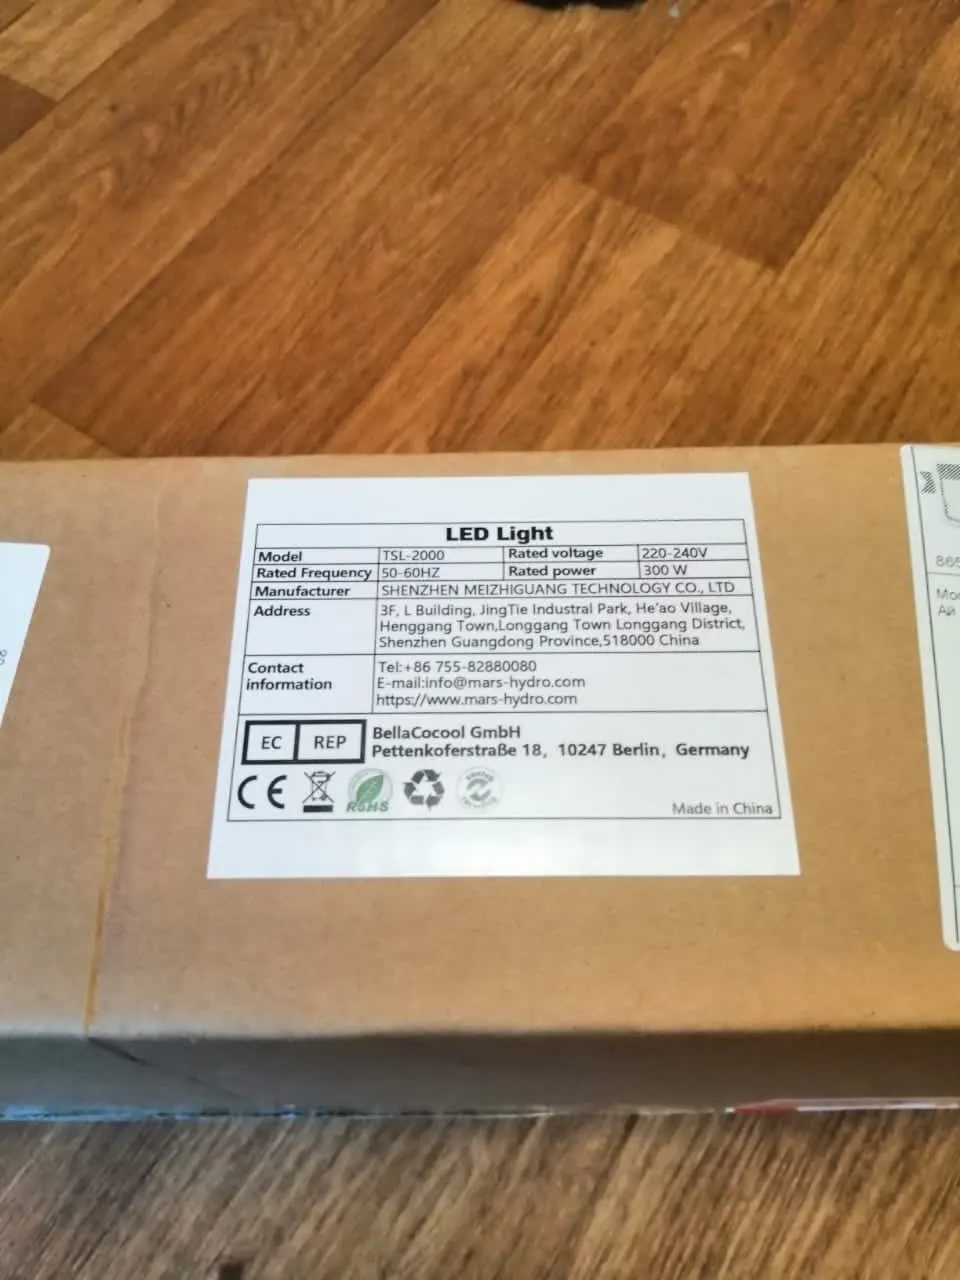 LED Light
Model TSL-2000 Rated voltage 220-240V
Rated Frequency 50-60HZ Rated power 300 W
Manufacturer SHENZHEN MEIZHIGUANG TECHNOLOGY CO., LTD
Address 3F, L Building, JingTie Industral Park, He'ao Village,
Henggang Town,Longgang Town Longgang District,
Shenzhen Guangdong Province,518000 China
Contact information Tel:+86 755-82880080
E-mail:info@mars-hydro.com
https://www.mars-hydro.com
EC REP BellaCocool GmbH
Pettenkoferstraße 18, 10247 Berlin, Germany
CE RoHS
Made in China